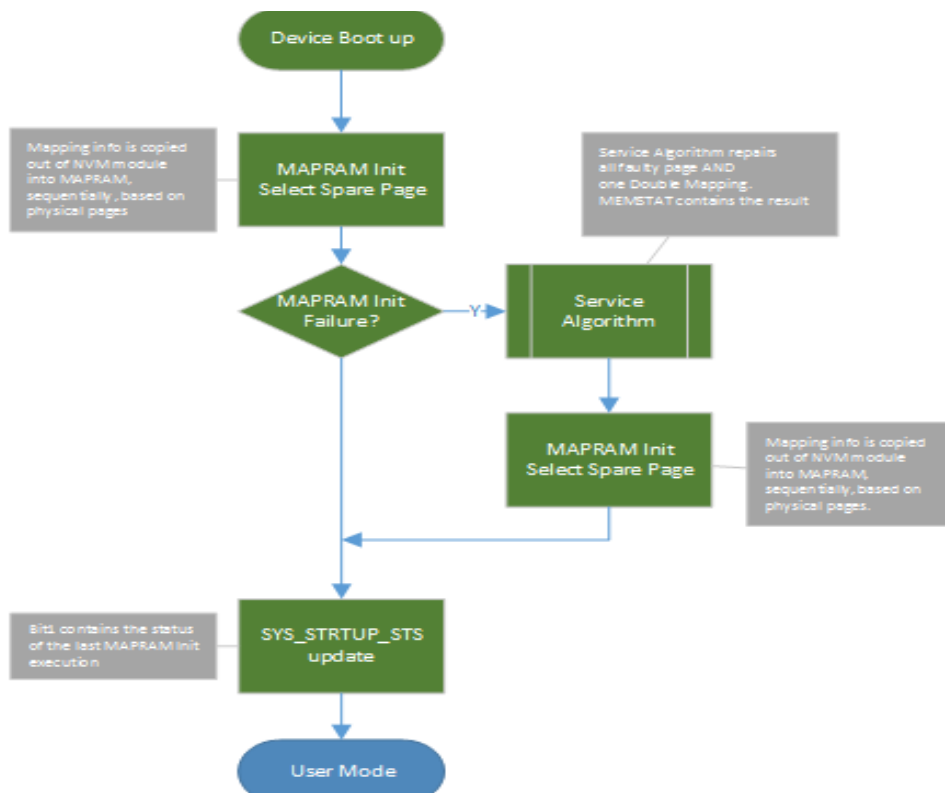 Device Boot up
Mapping info is copied
out of NVM module
into MAPRAM,
sequentially, based on
physical pages
MAPRAM Init
Select Spare Page
Service Algorithm repairs
all faulty page AND
one Double Mapping.
MEMSTAT contains the result
MAPRAM Init
Failure?
Y
Service
Algorithm
MAPRAM Init
Select Spare Page
Mapping info is copied
out of NVM module
into MAPRAM,
sequentially, based on
physical pages.
Bit1 contains the status
of the last MAPRAM Init
execution
SYS_STRTUP_STS
update
User Mode